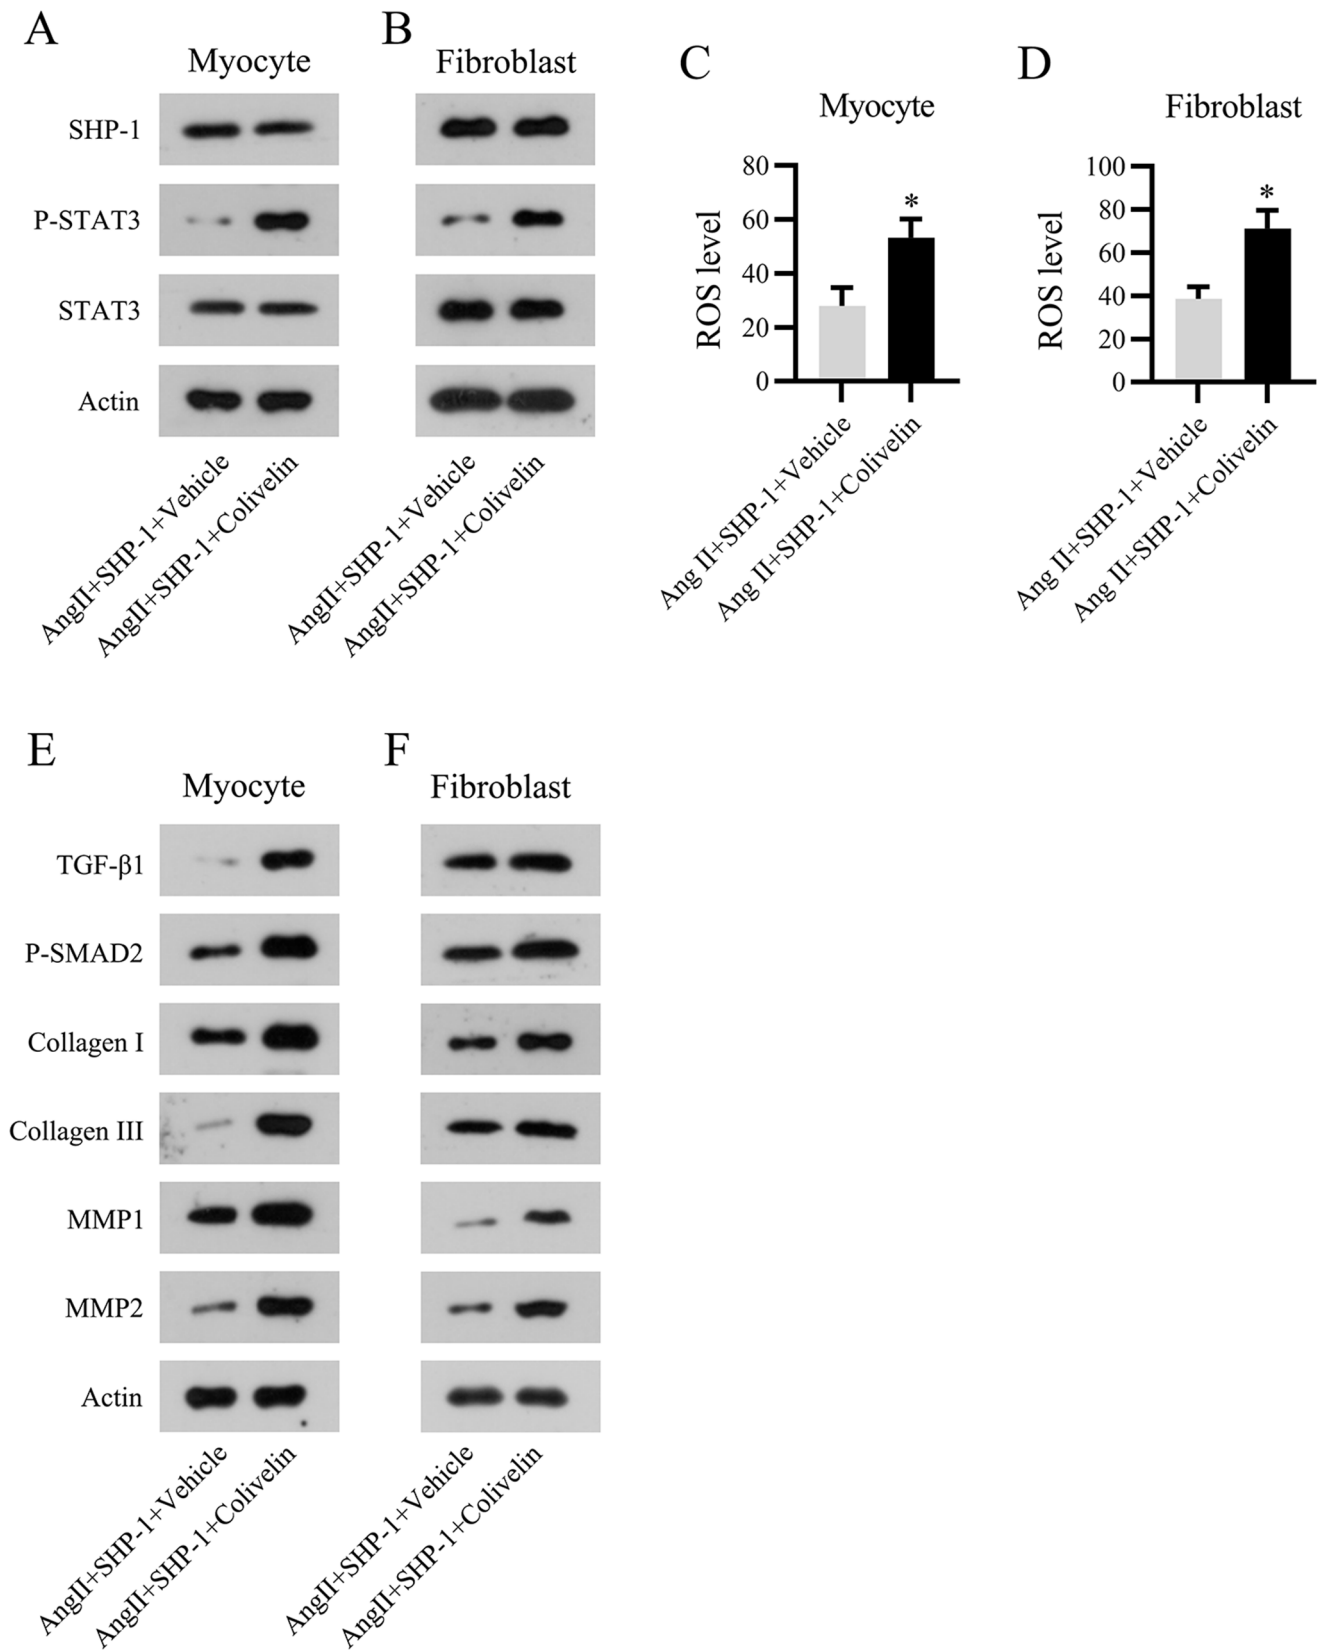 A
Myocyte
SHP-1
P-STAT3
STAT3
Actin
AngII+SHP-1+Vehicle
AngII+SHP-1+Colivelin
B
Fibroblast
AngII+SHP-1+Vehicle
AngII+SHP-1+Colivelin
C
Myocyte
ROS level
80
60
40
20
0
*
Ang II+SHP-1+Vehicle
Ang II+SHP-1+Colivelin
D
Fibroblast
ROS level
100
80
60
40
20
0
*
Ang II+SHP-1+Vehicle
Ang II+SHP-1+Colivelin
E
Myocyte
TGF-β1
P-SMAD2
Collagen I
Collagen III
MMP1
MMP2
Actin
AngII+SHP-1+Vehicle
AngII+SHP-1+Colivelin
F
Fibroblast
AngII+SHP-1+Vehicle
AngII+SHP-1+Colivelin